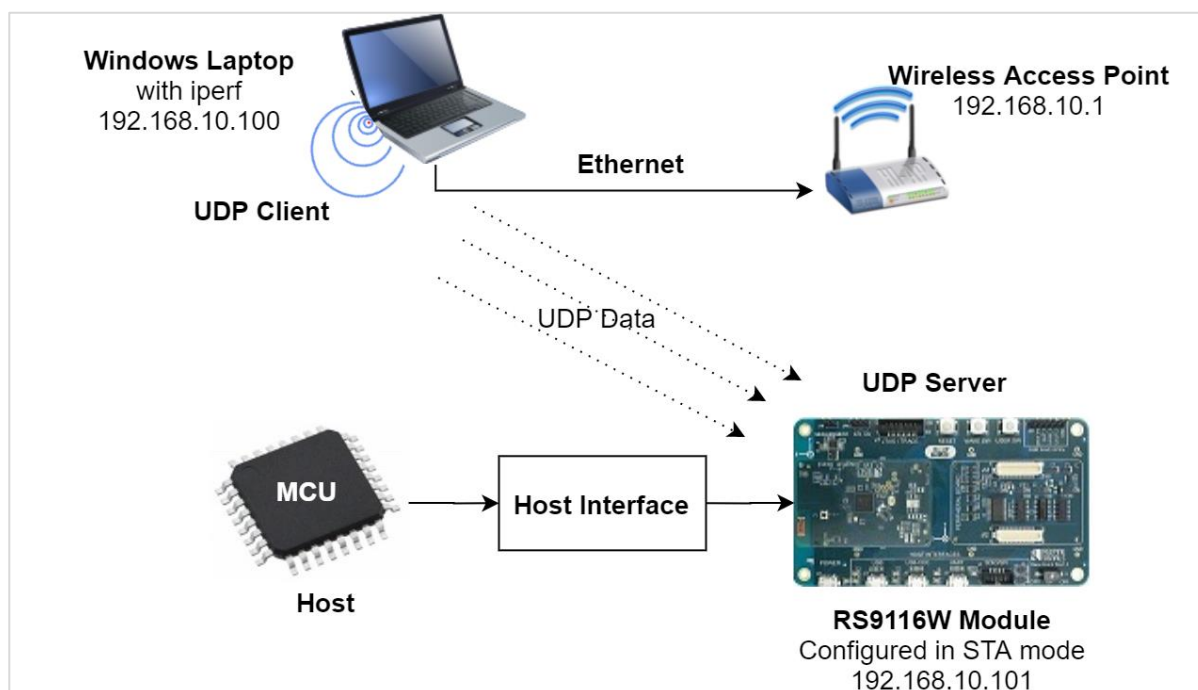 Windows Laptop
with iperf
192.168.10.100
Wireless Access Point
192.168.10.1
Ethernet
UDP Client
UDP Data
UDP Server
MCU
Host Interface
Host
RS9116W Module
Configured in STA mode
192.168.10.101